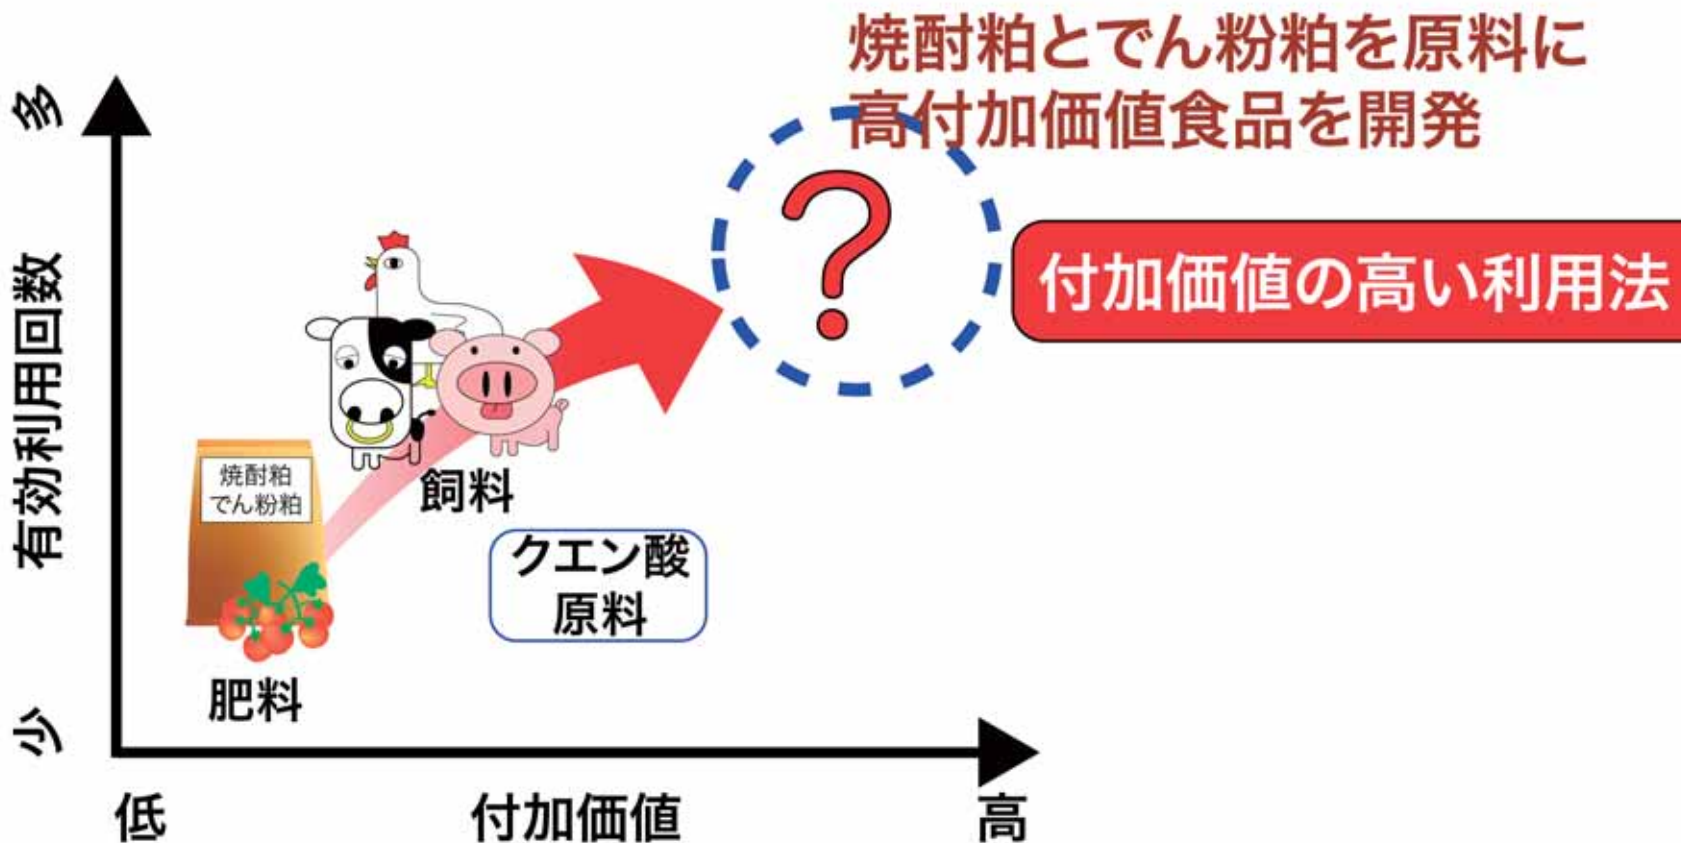 焼酎粕とでん粉粕を原料に
高付加価値食品を開発
多
有効利用回数
少
付加価値の高い利用法
焼酎粕
でん粉粕
飼料
クエン酸
原料
肥料
低
付加価値
高